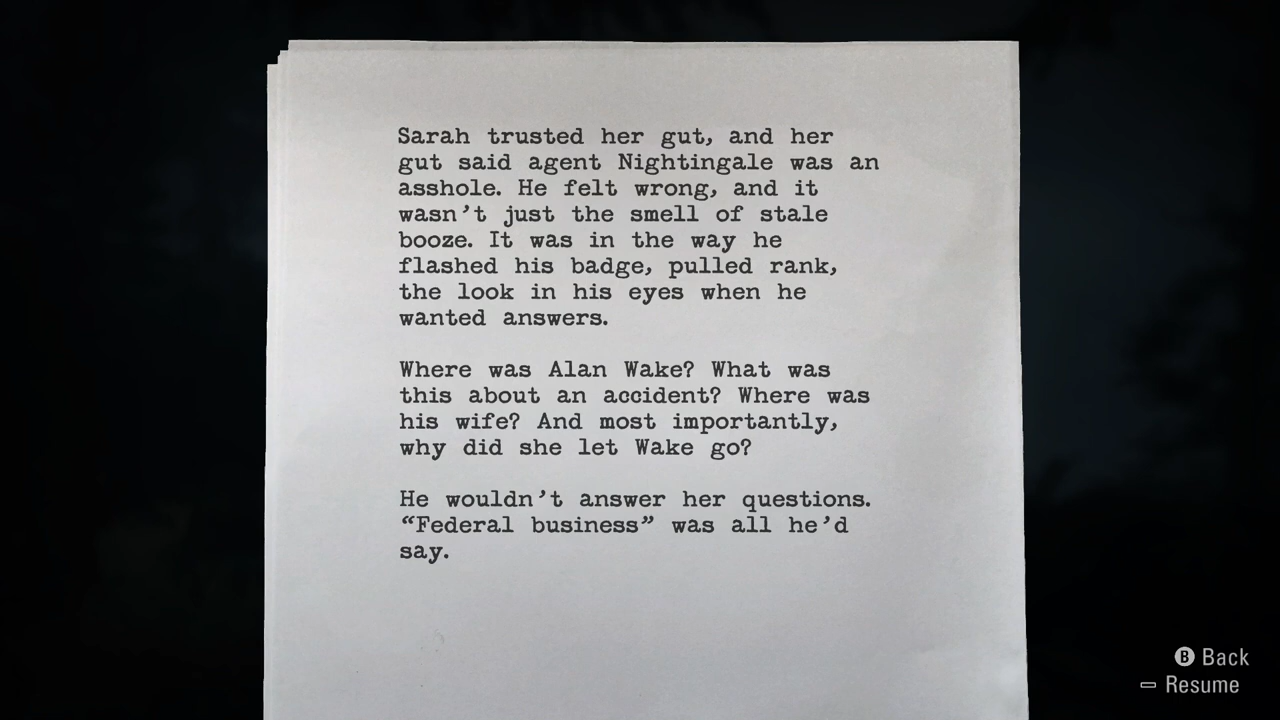 Sarah trusted her gut, and her
gut said agent Nightingale was an
asshole. He felt wrong, and it
wasn’t just the smell of stale
booze. It was in the way he
flashed his badge, pulled rank,
the look in his eyes when he
wanted answers.
Where was Alan Wake? What was
this about an accident? Where was
his wife? And most importantly,
why did she let Wake go?
He wouldn’t answer her questions.
“Federal business” was all he’d
say.
B Back
Resume